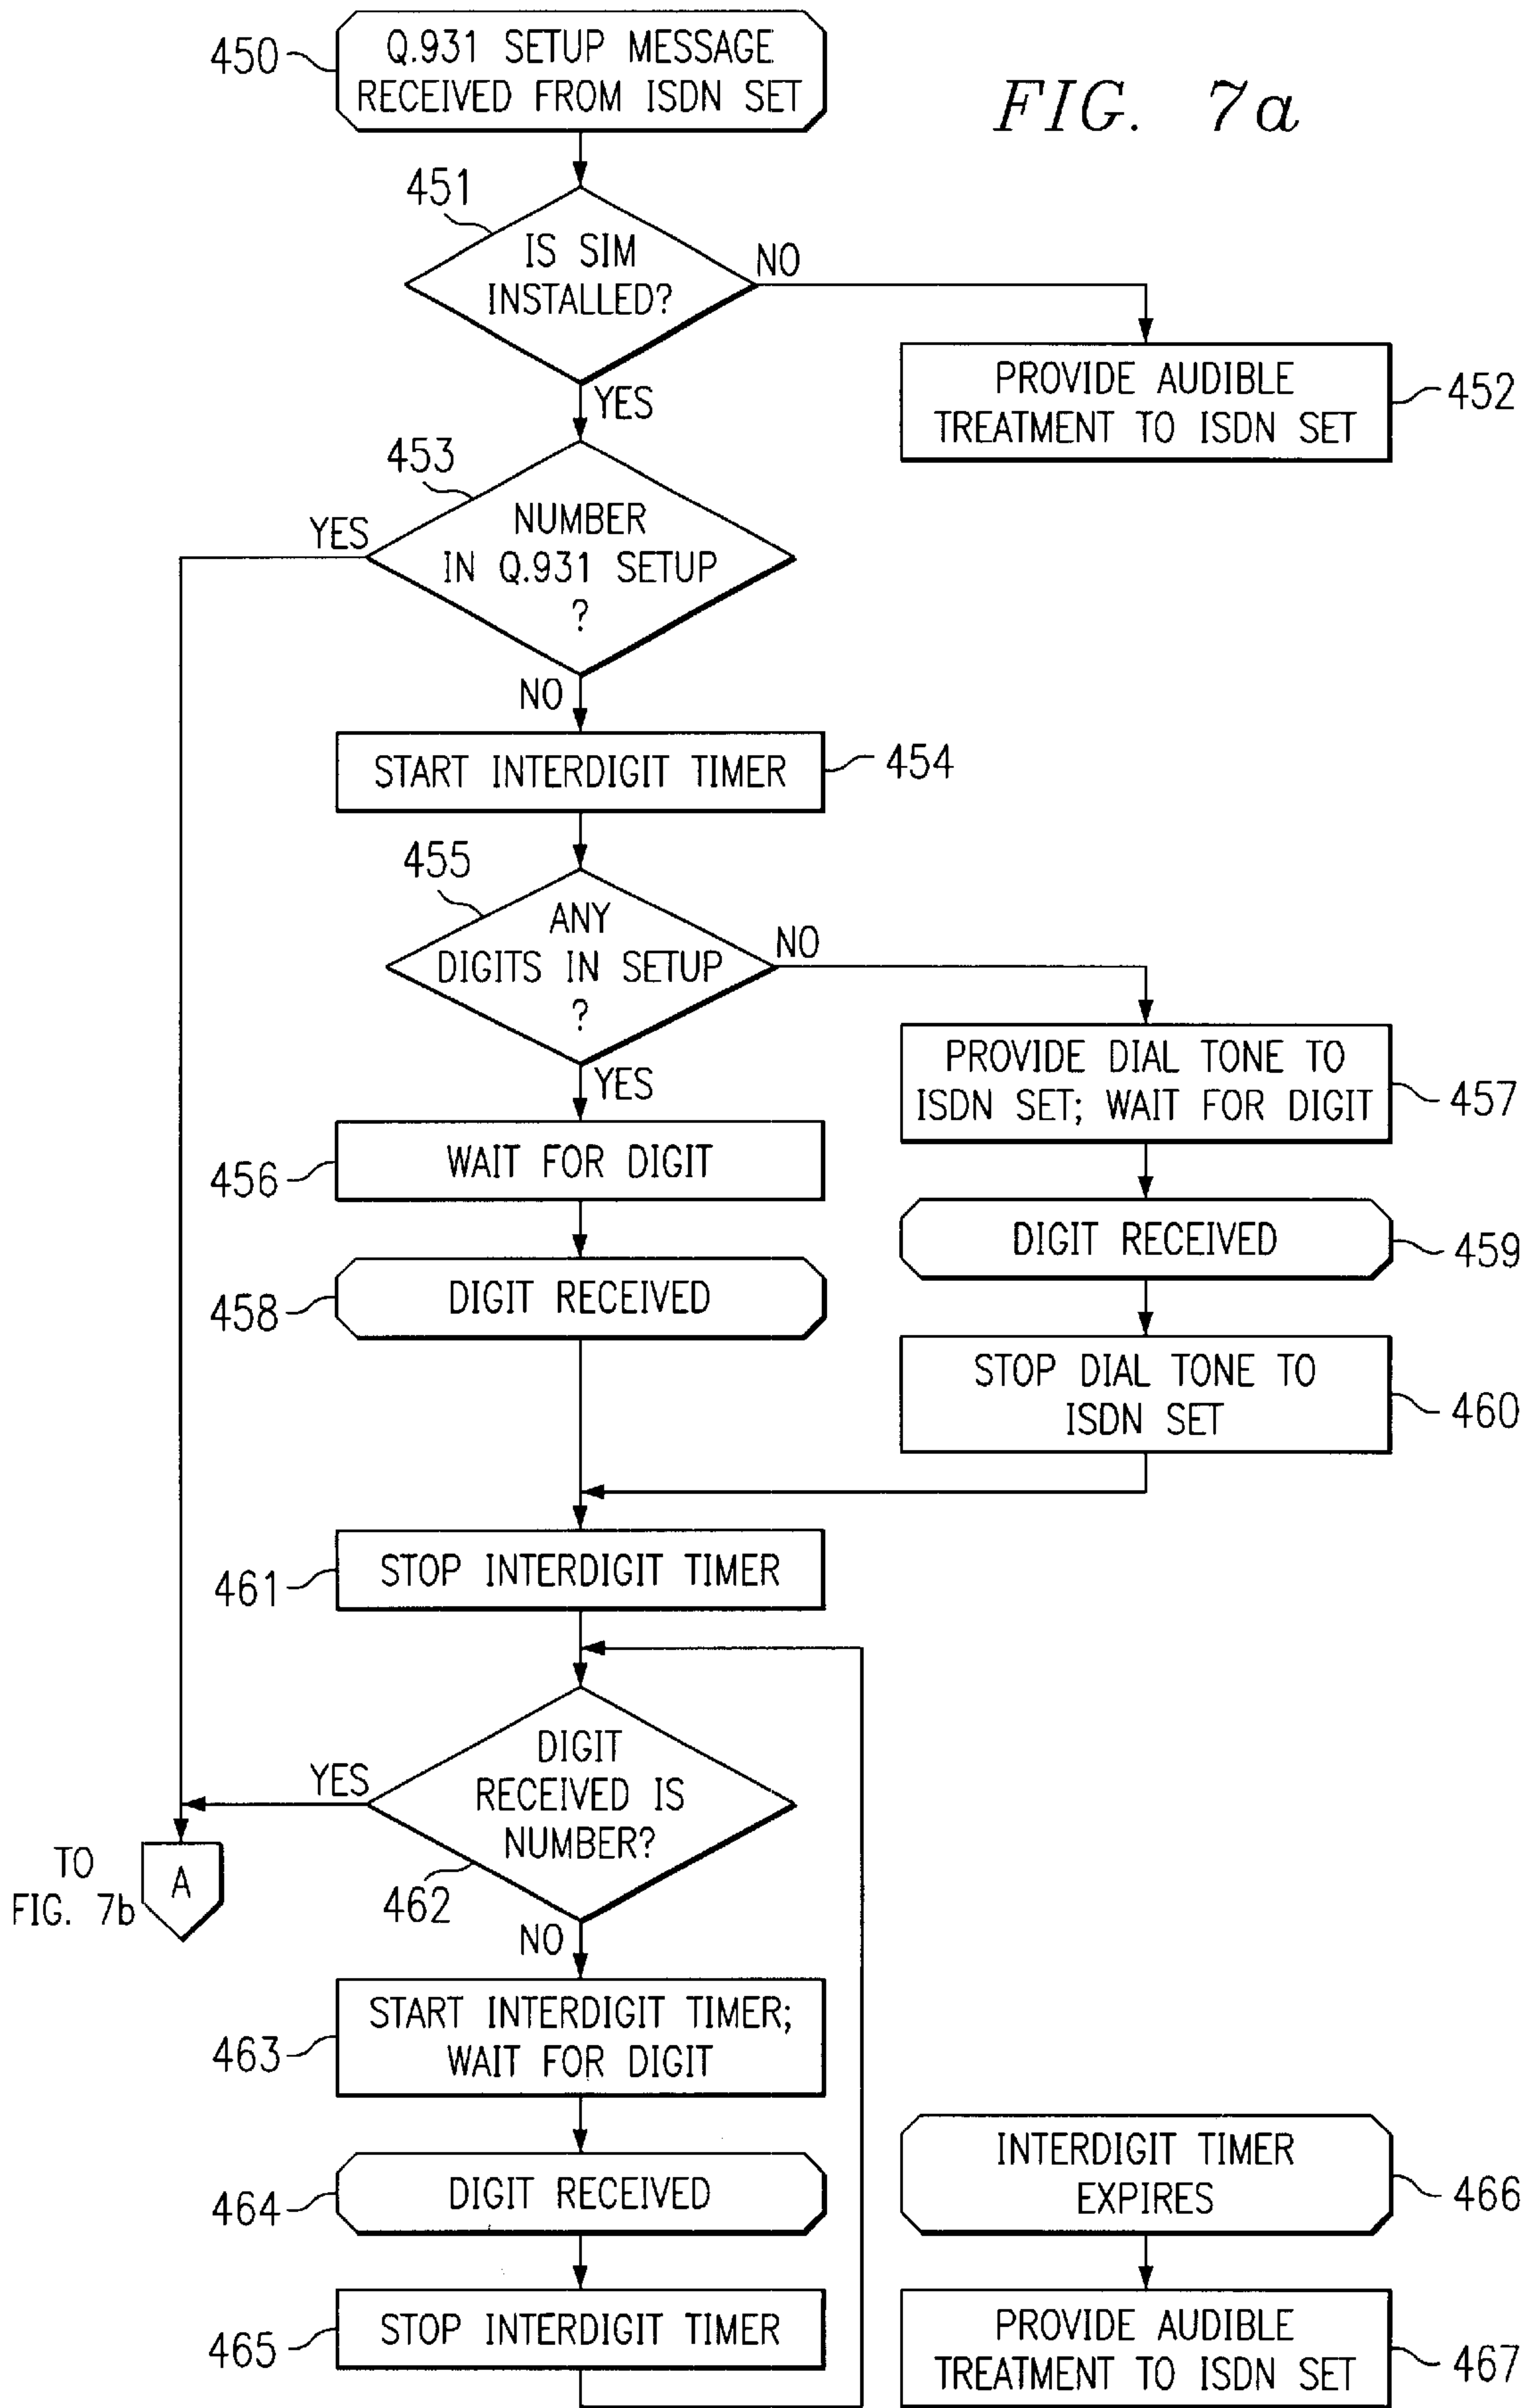 FIG. 7a
450
Q.931 SETUP MESSAGE
RECEIVED FROM ISDN SET
451
IS SIM
INSTALLED?
NO
YES
PROVIDE AUDIBLE
TREATMENT TO ISDN SET
452
453
NUMBER
IN Q.931 SETUP
?
YES
NO
START INTERDIGIT TIMER
454
455
ANY
DIGITS IN SETUP
?
NO
YES
PROVIDE DIAL TONE TO
ISDN SET; WAIT FOR DIGIT
457
456
WAIT FOR DIGIT
DIGIT RECEIVED
459
458
DIGIT RECEIVED
STOP DIAL TONE TO
ISDN SET
460
461
STOP INTERDIGIT TIMER
DIGIT
RECEIVED IS
NUMBER?
YES
462
NO
TO
FIG. 7b
A
463
START INTERDIGIT TIMER;
WAIT FOR DIGIT
464
DIGIT RECEIVED
465
STOP INTERDIGIT TIMER
INTERDIGIT TIMER
EXPIRES
466
PROVIDE AUDIBLE
TREATMENT TO ISDN SET
467